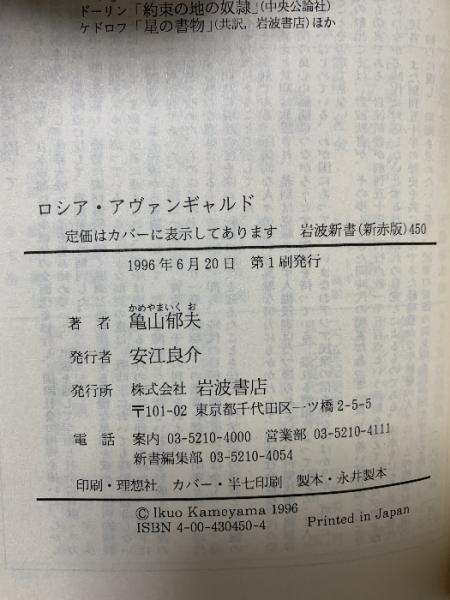 ドーリン「約束の地の奴隷」(中央公論社)
ケドロフ「星の書物」(共訳, 岩波書店) ほか
ロシア・アヴァンギャルド
定価はカバーに表示してあります 岩波新書(新赤版)450
1996年6月20日 第1刷発行
かめやまいくお
著者 亀山郁夫
発行者 安江良介
発行所 株式会社 岩波書店
〒101-02 東京都千代田区一ツ橋2-5-5
電話 案内 03-5210-4000 営業部 03-5210-4111
新書編集部 03-5210-4054
印刷・理想社 カバー・半七印刷 製本・永井製本
© Ikuo Kameyama 1996
ISBN 4-00-430450-4 Printed in Japan